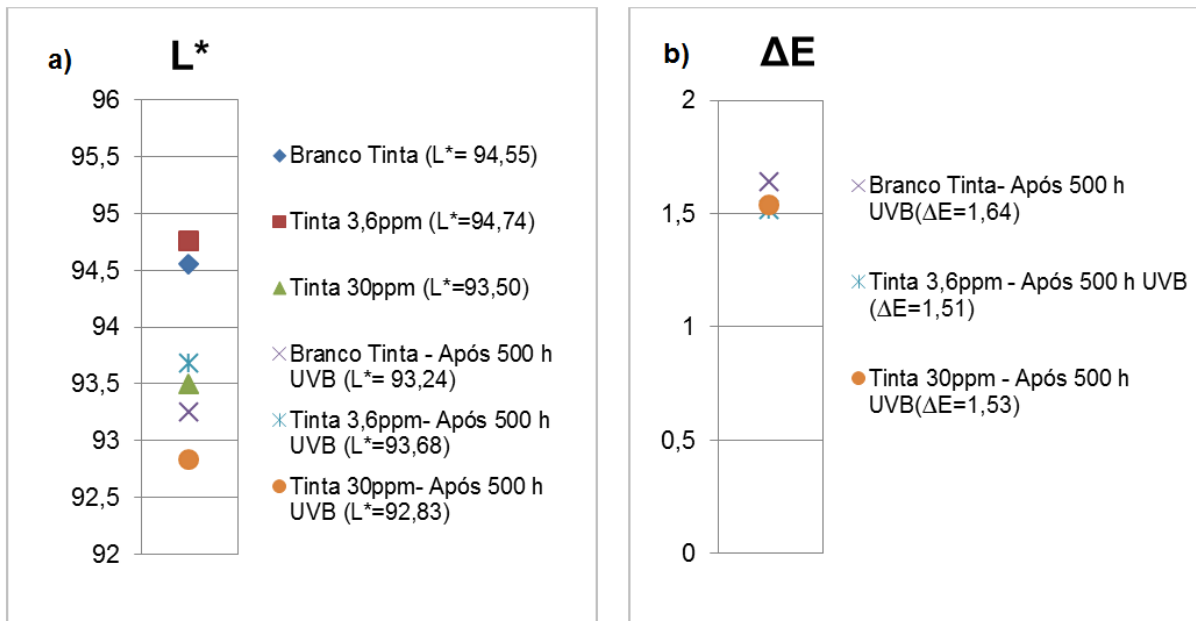 a)
L*
96
95,5
95
94,5
94
93,5
93
92,5
92
Branco Tinta (L*= 94,55)
Tinta 3,6ppm (L*=94,74)
Tinta 30ppm (L*=93,50)
Branco Tinta - Após 500 h
UVB (L*= 93,24)
Tinta 3,6ppm- Após 500 h
UVB (L*=93,68)
Tinta 30ppm- Após 500 h
UVB (L*=92,83)
b)
ΔE
2
1,5
1
0,5
0
Branco Tinta- Após 500 h
UVB(ΔE=1,64)
Tinta 3,6ppm - Após 500 h UVB
(ΔE=1,51)
Tinta 30ppm - Após 500 h
UVB(ΔE=1,53)